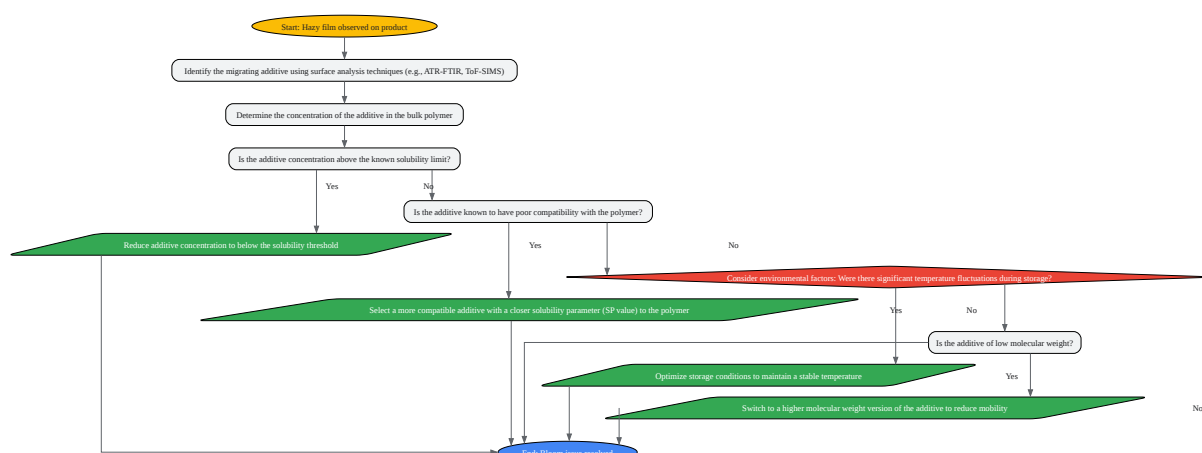 Start: Hazy film observed on product
Identify the migrating additive using surface analysis techniques (e.g., ATR-FTIR, ToF-SIMS)
Determine the concentration of the additive in the bulk polymer
Is the additive concentration above the known solubility limit?
Yes
No
Is the additive known to have poor compatibility with the polymer?
Reduce additive concentration to below the solubility threshold
Yes
No
Consider environmental factors: Were there significant temperature fluctuations during storage?
Select a more compatible additive with a closer solubility parameter (SP value) to the polymer
Yes
No
Is the additive of low molecular weight?
Optimize storage conditions to maintain a stable temperature
Yes
Switch to a higher molecular weight version of the additive to reduce mobility
No
End: Bloom issue resolved